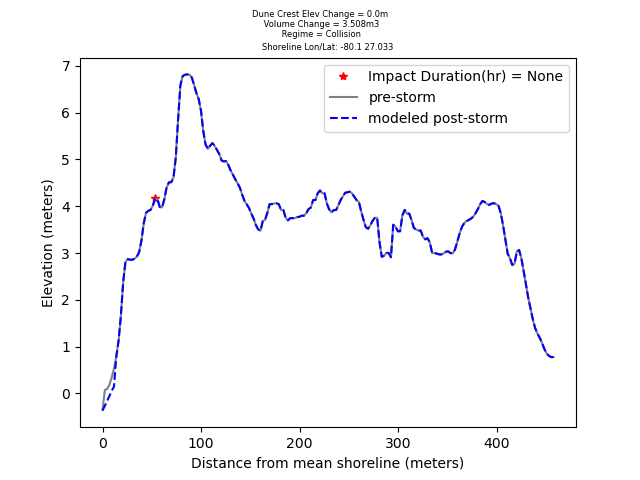 Dune Crest Elev Change = 0.0m
Volume Change = 3.508m3
Regime = Collision
Shoreline Lon/Lat: -80.1 27.033
Impact Duration(hr) = None
pre-storm
modeled post-storm
Elevation (meters)
7
6
5
4
3
2
1
0
0 100 200 300 400
Distance from mean shoreline (meters)